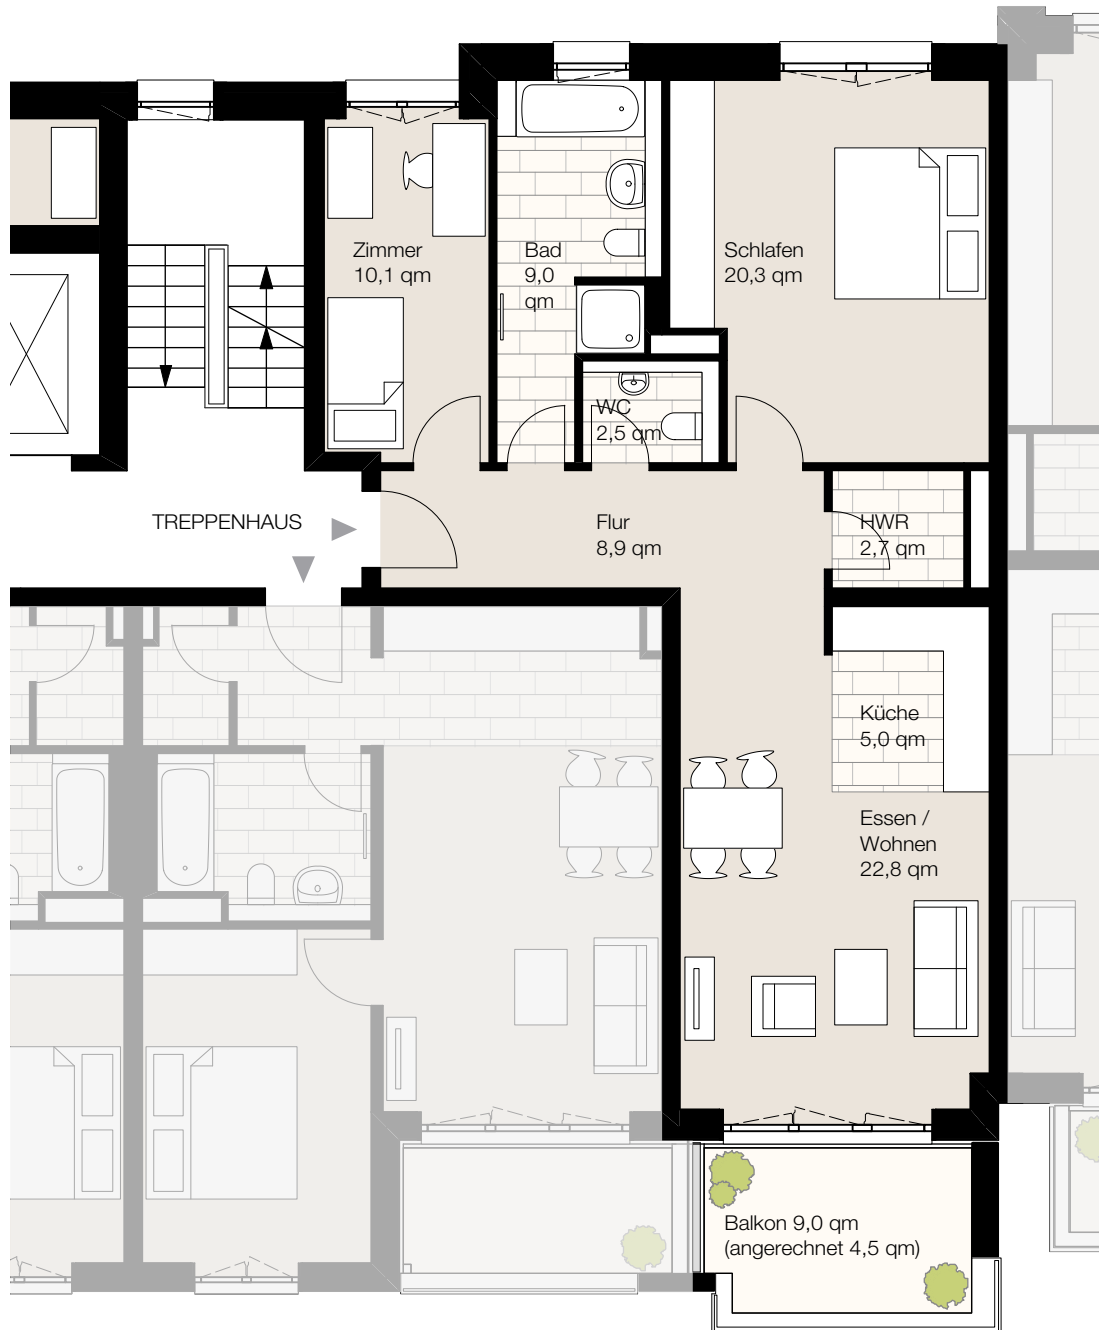 Zimmer
10,1 qm
Bad
9,0
qm
Schlafen
20,3 qm
WC
2,5 qm
TREPPENHAUS
Flur
8,9 qm
HWR
2,7 qm
Küche
5,0 qm
Essen /
Wohnen
22,8 qm
Balkon 9,0 qm
(angerechnet 4,5 qm)